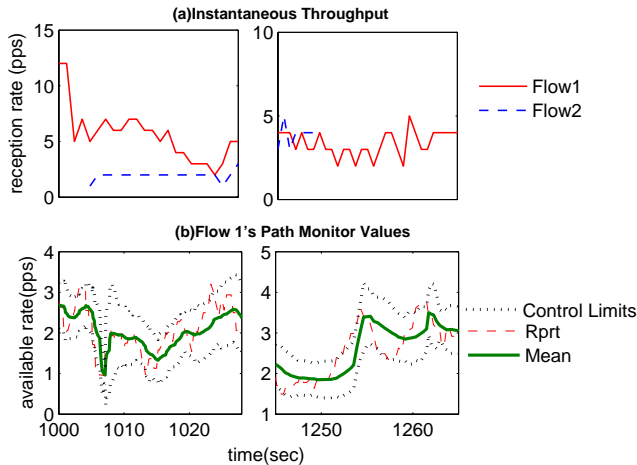 (a)Instantaneous Throughput
reception rate (pps)
15
10
5
0
10
5
0
Flow1
Flow2
(b)Flow 1's Path Monitor Values
available rate(pps)
4
3
2
1
0
1000
1010
1020
5
4
3
2
1
1250
1260
Control Limits
Rprt
Mean
time(sec)